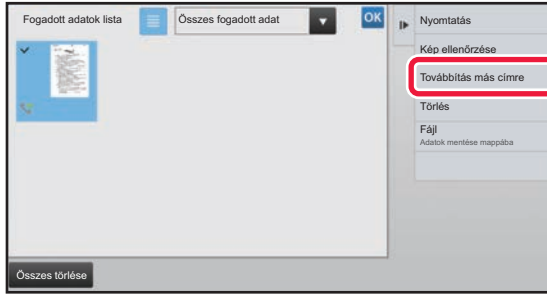 Fogadott adatok lista
Összes fogadott adat
OK
Nyomtatás
Kép ellenőrzése
Továbbítás más címre
Törlés
Fájl
Adatok mentése mappába
Összes törlése